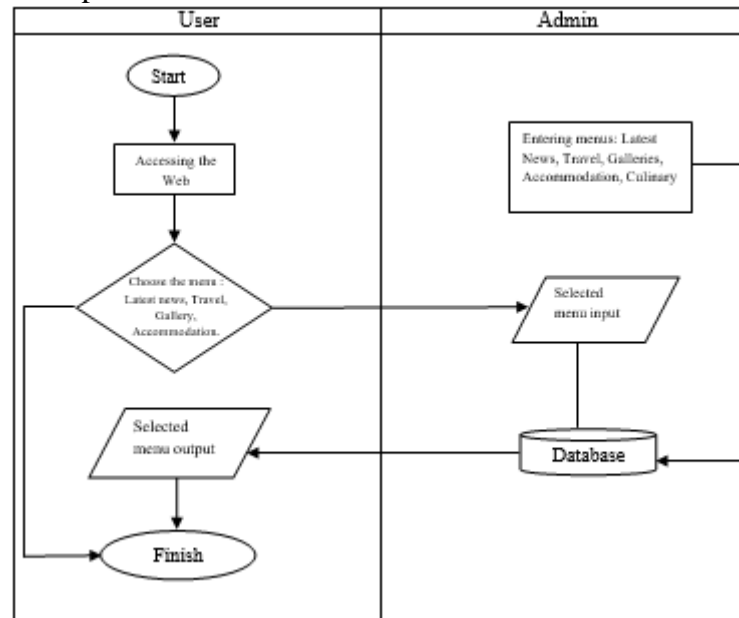 User
Admin
Start
Accessing the
Web
Entering menus: Latest
News, Travel, Galleries,
Accommodation, Culinary
Choose the menu :
Latest news, Travel,
Gallery,
Accommodation.
Selected
menu input
Selected
menu output
Database
Finish